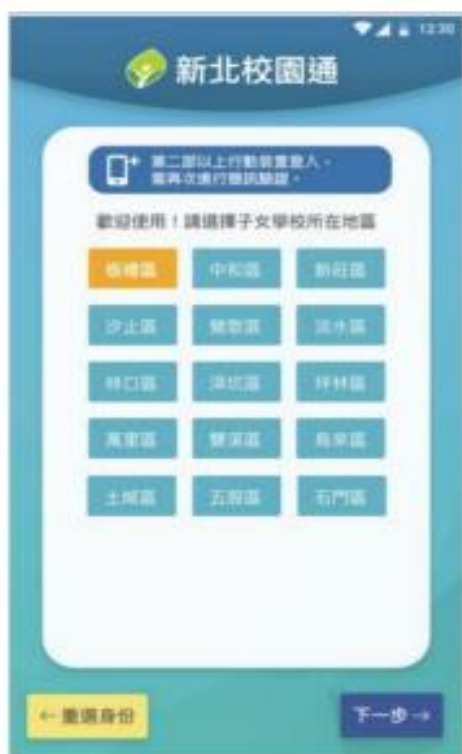 12:30
新北校園通
第二部以上行動裝置登入，
需再次進行簡訊驗證。
歡迎使用！請選擇子女學校所在地區
板橋區 中和區 新莊區
汐止區 鶯歌區 淡水區
林口區 深坑區 坪林區
萬里區 雙溪區 烏來區
土城區 五股區 石門區
←重選身份 下一步→